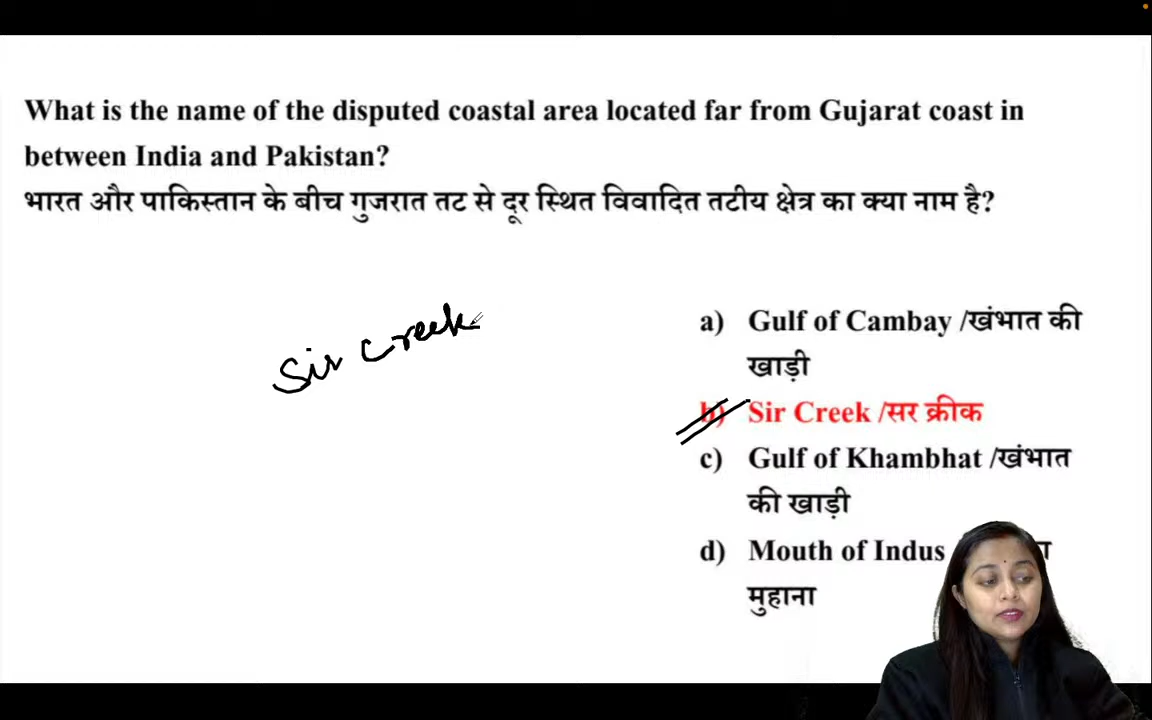 What is the name of the disputed coastal area located far from Gujarat coast in
between India and Pakistan?
भारत और पाकिस्तान के बीच गुजरात तट से दूर स्थित विवादित तटीय क्षेत्र का क्या नाम है?
Sir Creek
a) Gulf of Cambay /खंभात की
खाड़ी
b) Sir Creek /सर क्रीक
c) Gulf of Khambhat /खंभात
की खाड़ी
d) Mouth of Indus
मुहाना